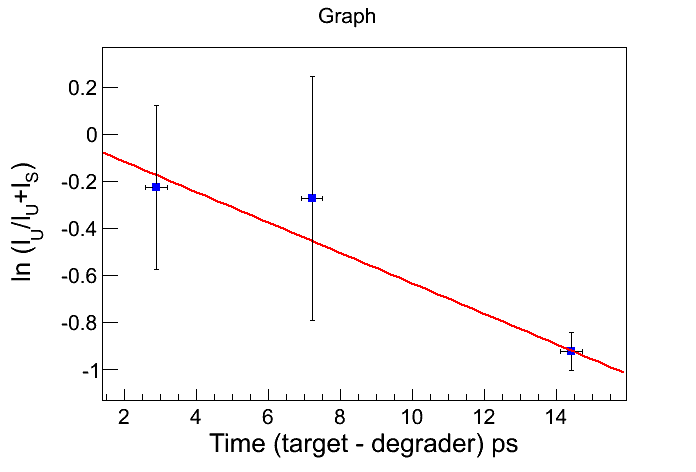 Graph
ln (I_U/I_U+I_S)
0.2
0
-0.2
-0.4
-0.6
-0.8
-1
2 4 6 8 10 12 14
Time (target - degrader) ps